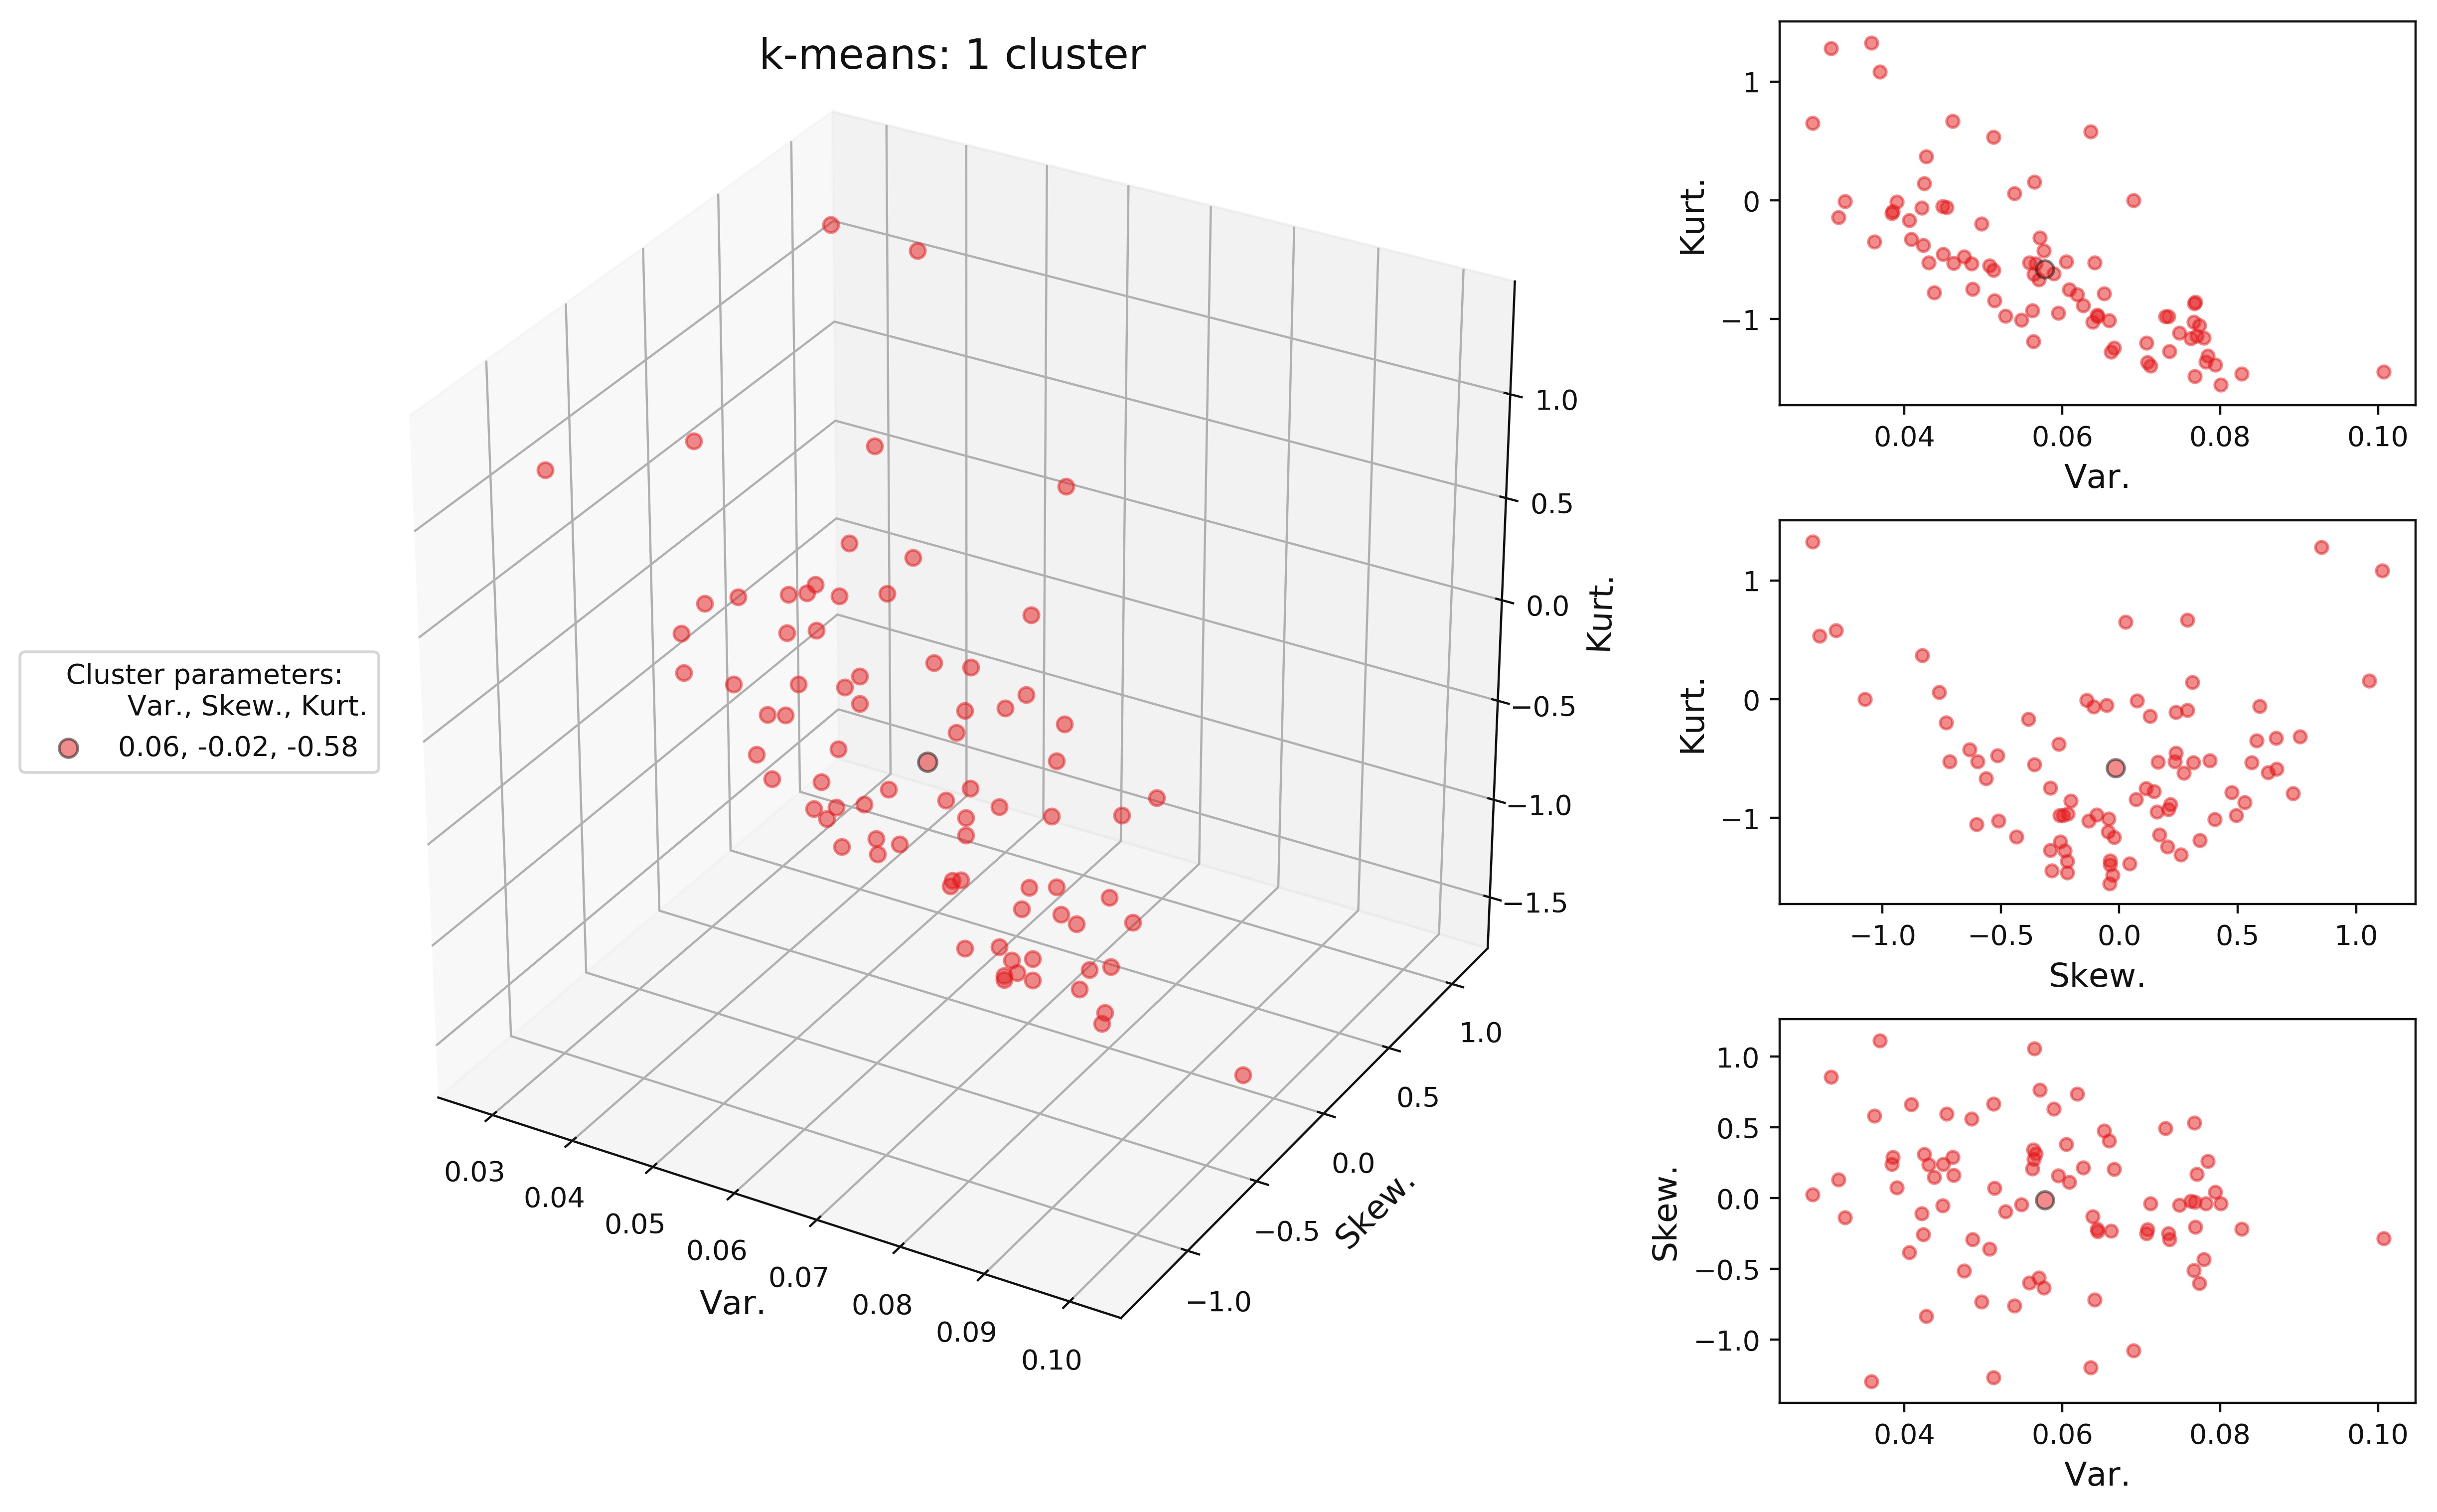 k-means: 1 cluster
Cluster parameters:
Var., Skew., Kurt.
0.06, -0.02, -0.58
1.0
0.5
0.0
−0.5
−1.0
−1.5
Kurt.
0.03
0.04
0.05
0.06
0.07
0.08
0.09
0.10
Var.
1.0
0.5
0.0
−0.5
−1.0
Skew.
1
0
−1
Kurt.
0.04 0.06 0.08 0.10
Var.
1
0
−1
Kurt.
−1.0 −0.5 0.0 0.5 1.0
Skew.
1.0
0.5
0.0
−0.5
−1.0
Skew.
0.04 0.06 0.08 0.10
Var.